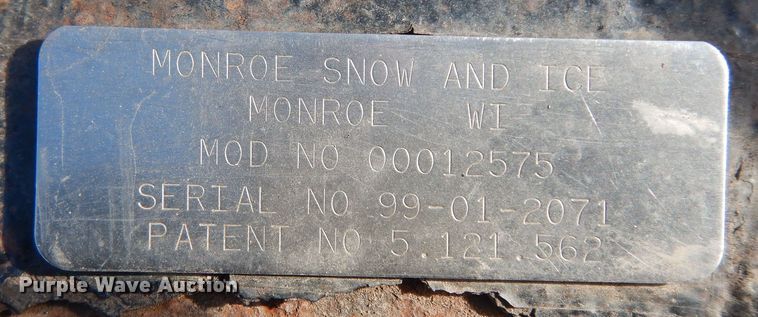 MONROE SNOW AND ICE
MONROE WI
MOD NO 00012575
SERIAL NO 99-01-2071
PATENT NO 5.121.562
Purple Wave Auction